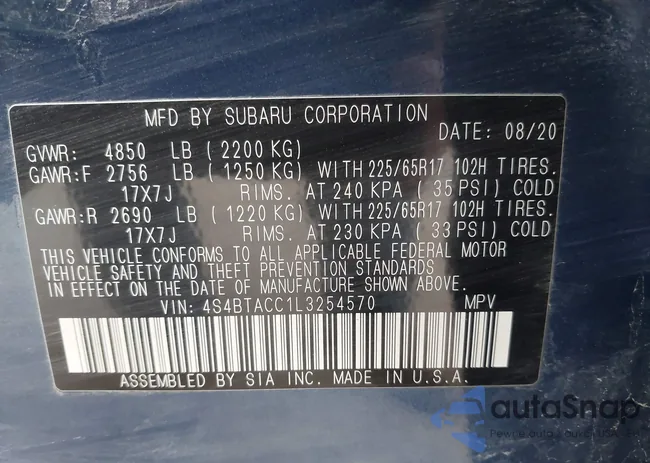 MFD BY SUBARU CORPORATION
DATE: 08/20
GVWR: 4850 LB ( 2200 KG)
GAWR:F 2756 LB ( 1250 KG) WITH 225/65R17 102H TIRES.
17X7J RIMS. AT 240 KPA ( 35 PSI) COLD
GAWR:R 2690 LB ( 1220 KG) WITH 225/65R17 102H TIRES.
17X7J RIMS. AT 230 KPA ( 33 PSI) COLD
THIS VEHICLE CONFORMS TO ALL APPLICABLE FEDERAL MOTOR
VEHICLE SAFETY AND THEFT PREVENTION STANDARDS
IN EFFECT ON THE DATE OF MANUFACTURE SHOWN ABOVE.
VIN: 4S4BTACC1L3254570 MPV
ASSEMBLED BY SIA INC. MADE IN U.S.A.
autoSnap
Pewne auto z Aukcji USA